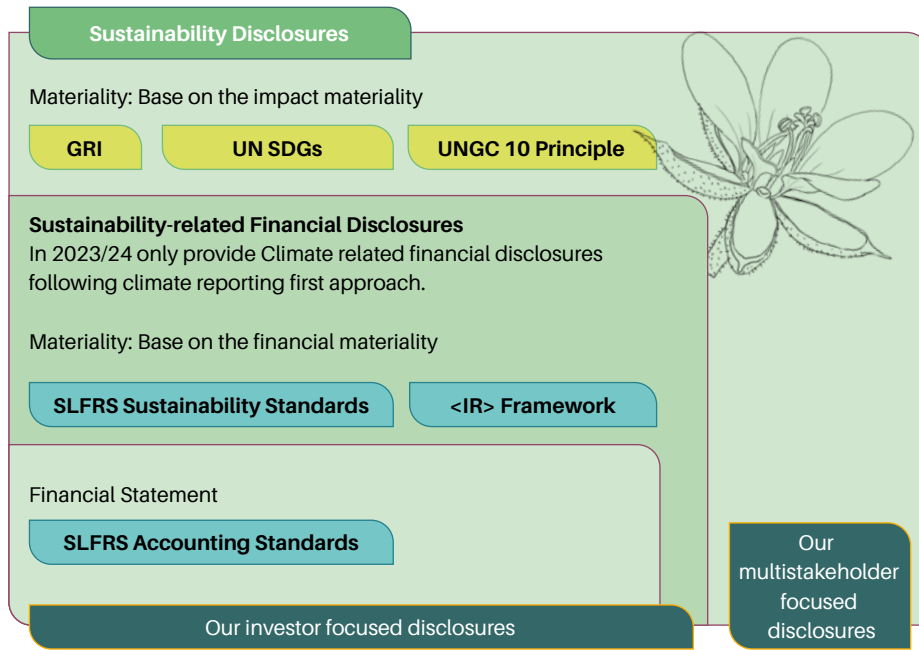 Sustainability Disclosures
Materiality: Base on the impact materiality
GRI
UN SDGs
UNGC 10 Principle
Sustainability-related Financial Disclosures
In 2023/24 only provide Climate related financial disclosures
following climate reporting first approach.
Materiality: Base on the financial materiality
SLFRS Sustainability Standards
<IR> Framework
Financial Statement
SLFRS Accounting Standards
Our investor focused disclosures
Our
multistakeholder
focused
disclosures